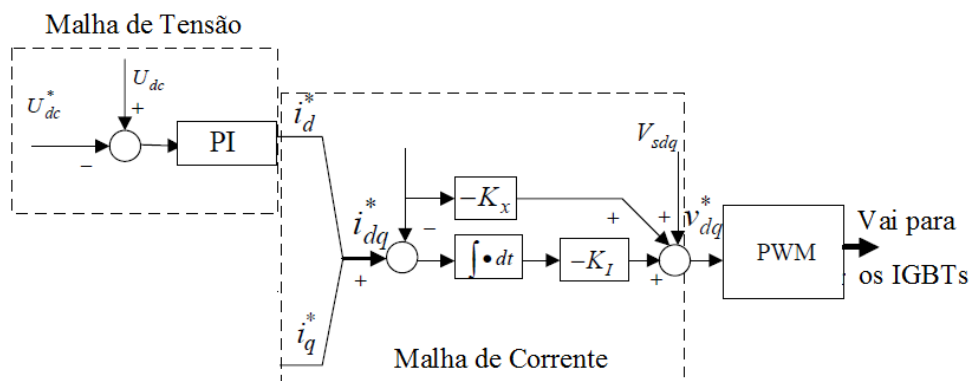 Malha de Tensão
U*dc
Udc
+
−
PI
i*d
i*dq
i*q
+
−
−Kx
∫•dt
−KI
+
+
+
Vsdq
v*dq
PWM
Vai para
os IGBTs
Malha de Corrente